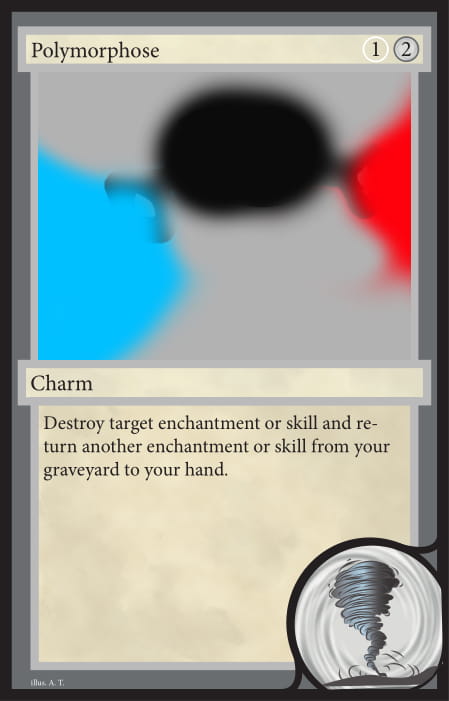 Polymorphose 1 2
Charm
Destroy target enchantment or skill and re-
turn another enchantment or skill from your
graveyard to your hand.
illus. A. T.